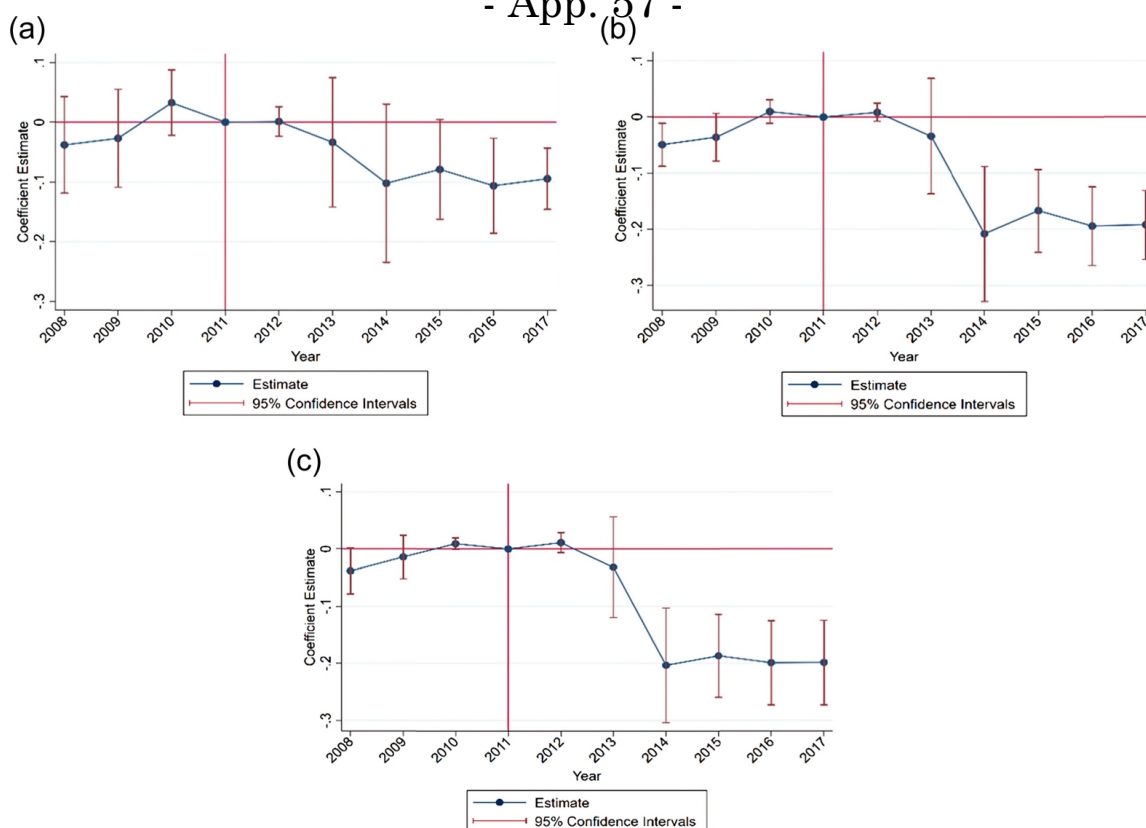 - App. 57 -
(a)
.1
0
-.1
-.2
-.3
Coefficient Estimate
2008
2009
2010
2011
2012
2013
2014
2015
2016
2017
Year
Estimate
95% Confidence Intervals
(b)
.1
0
-.1
-.2
-.3
Coefficient Estimate
2008
2009
2010
2011
2012
2013
2014
2015
2016
2017
Year
Estimate
95% Confidence Intervals
(c)
.1
0
-.1
-.2
-.3
Coefficient Estimate
2008
2009
2010
2011
2012
2013
2014
2015
2016
2017
Year
Estimate
95% Confidence Intervals